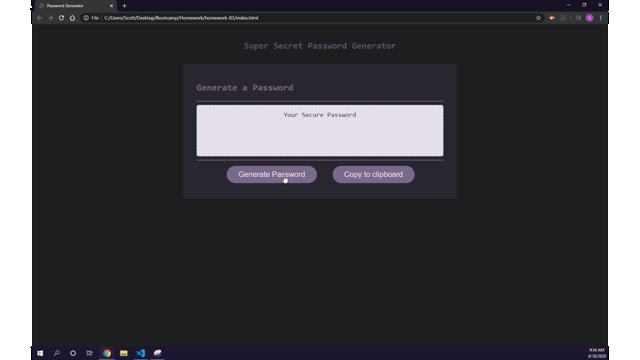 Password Generator
File
C:/Users/Scott/Desktop/Bootcamp/Homework/homework-03/index.html
Super Secret Password Generator
Generate a Password
Your Secure Password
Generate Password
Copy to clipboard
9:34 AM
4/18/2020